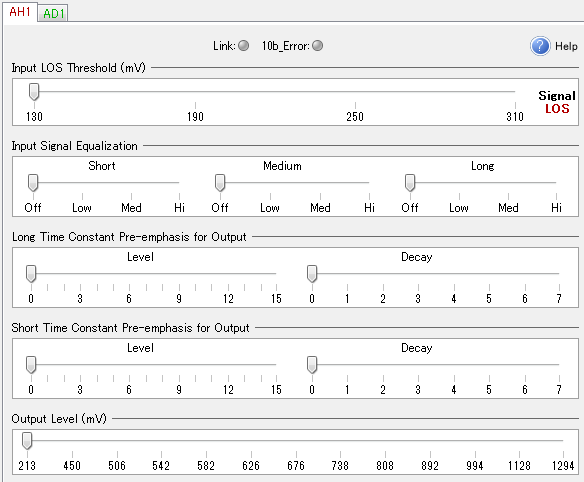 AH1 AD1
Link: 10b_Error: Help
Input LOS Threshold (mV)
130 190 250 310
Signal
LOS
Input Signal Equalization
Short Medium Long
Off Low Med Hi Off Low Med Hi Off Low Med Hi
Long Time Constant Pre-emphasis for Output
Level Decay
0 3 6 9 12 15 0 1 2 3 4 5 6 7
Short Time Constant Pre-emphasis for Output
Level Decay
0 3 6 9 12 15 0 1 2 3 4 5 6 7
Output Level (mV)
213 450 506 542 582 626 676 738 808 892 994 1128 1294